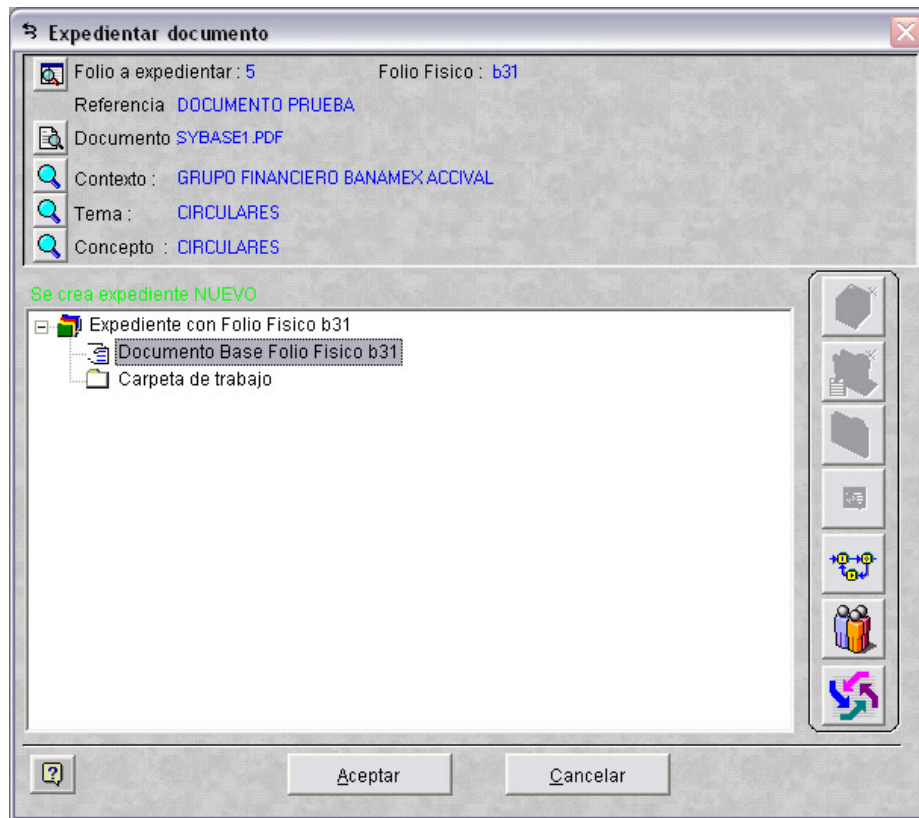 Expedientar documento
Folio a expedientar : 5 Folio Fisico : b31
Referencia DOCUMENTO PRUEBA
Documento SYBASE1.PDF
Contexto : GRUPO FINANCIERO BANAMEX ACCIVAL
Tema : CIRCULARES
Concepto : CIRCULARES
Se crea expediente NUEVO
Expediente con Folio Fisico b31
Documento Base Folio Fisico b31
Carpeta de trabajo
Aceptar Cancelar